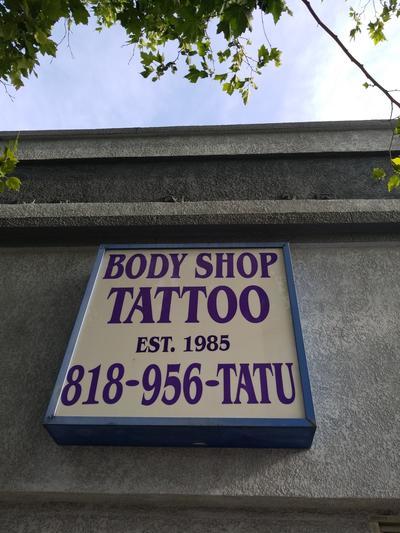 BODY SHOP
TATTOO
EST. 1985
818-956-TATU